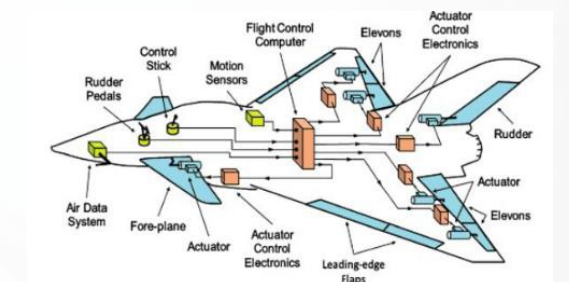 Actuator
Control
Electronics
Flight Control
Computer
Elevons
Control
Stick
Motion
Sensors
Rudder
Pedals
Rudder
Actuator
Air Data
System
Fore-plane
Actuator
Actuator
Control
Electronics
Elevons
Leading-edge
Flaps